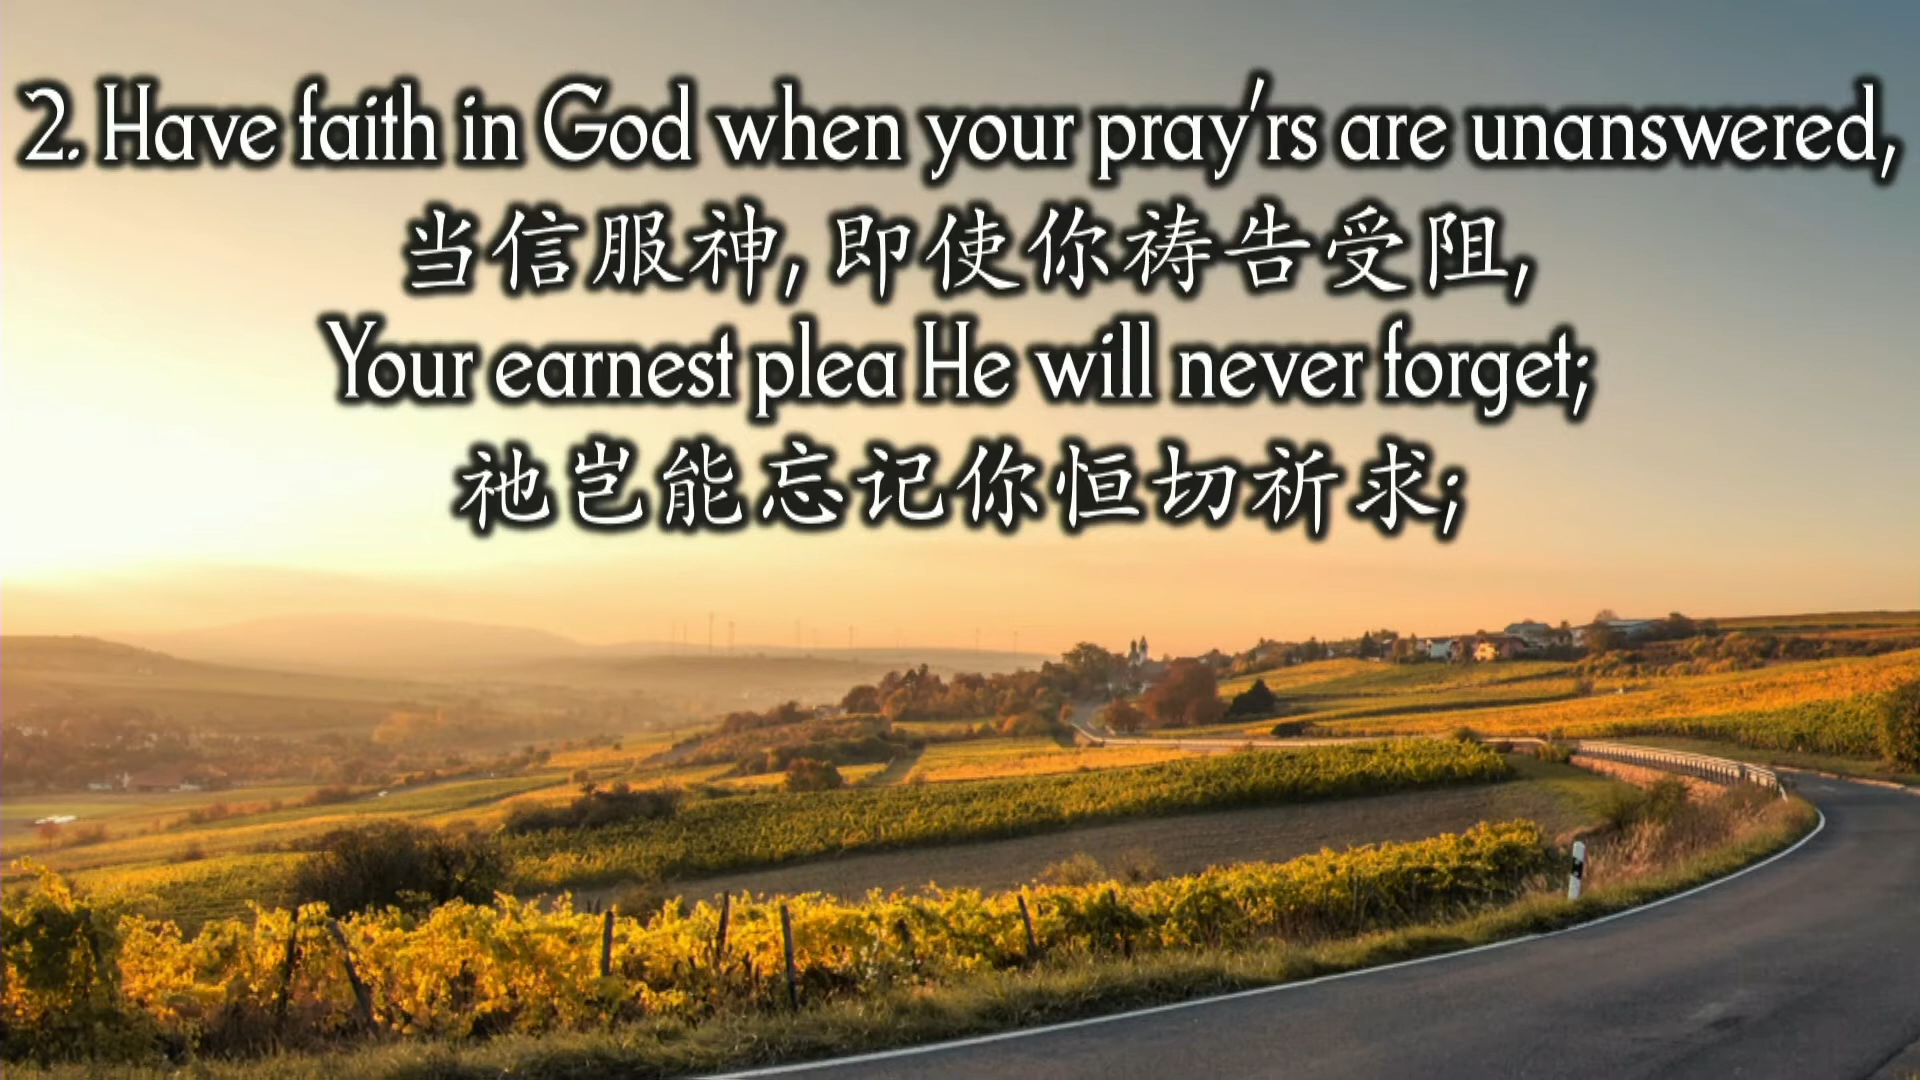 2. Have faith in God when your pray'rs are unanswered,
当信服神, 即使你祷告受阻,
Your earnest plea He will never forget;
祂岂能忘记你恒切祈求;